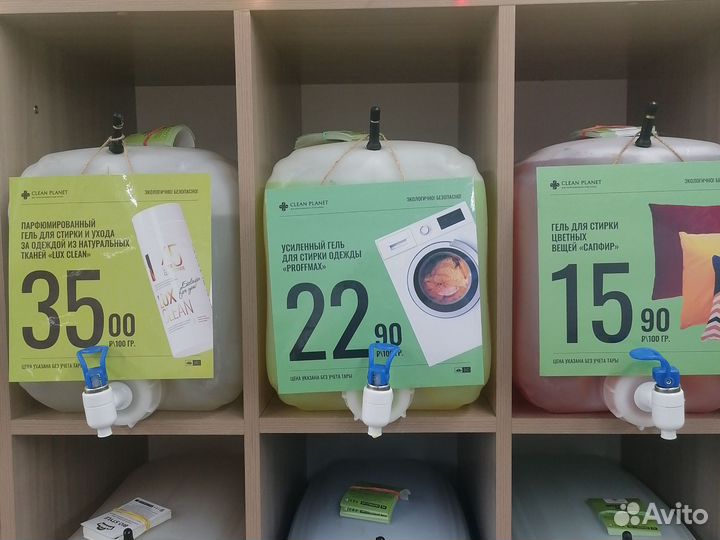 CLEAN PLANET
ЭКОЛОГИЧНО! БЕЗОПАСНО!
ПАРФЮМИРОВАННЫЙ
ГЕЛЬ ДЛЯ СТИРКИ И УХОДА
ЗА ОДЕЖДОЙ ИЗ НАТУРАЛЬНЫХ
ТКАНЕЙ «LUX CLEAN»
35 00
Р\100 ГР.
LUX
CLEAN
ЦЕНА УКАЗАНА БЕЗ УЧЕТА ТАРЫ
CLEAN PLANET
ЭКОЛОГИЧНО! БЕЗОПАСНО!
УСИЛЕННЫЙ ГЕЛЬ
ДЛЯ СТИРКИ ОДЕЖДЫ
«PROFFMAX»
22 90
Р\100 ГР.
ЦЕНА УКАЗАНА БЕЗ УЧЕТА ТАРЫ
CLEAN PLANET
ЭКОЛОГИЧНО! БЕЗОПАСНО!
ГЕЛЬ ДЛЯ СТИРКИ
ЦВЕТНЫХ
ВЕЩЕЙ «САПФИР»
15 90
Р\100 ГР.
ЦЕНА УКАЗАНА БЕЗ УЧЕТА ТАРЫ
Avito